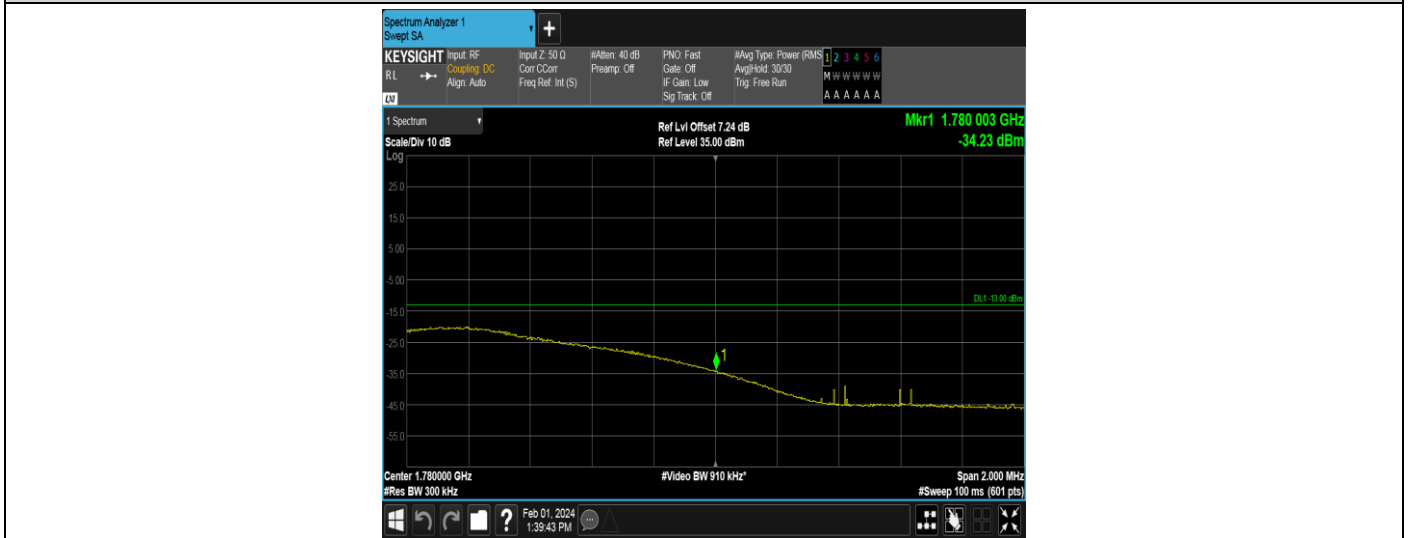 Spectrum Analyzer 1
Swept SA
+
KEYSIGHT
RL
LXI
Input: RF
Coupling: DC
Align: Auto
Input Z: 50 Ω
Corr CCorr
Freq Ref: Int (S)
#Atten: 40 dB
Preamp: Off
PNO: Fast
Gate: Off
IF Gain: Low
Sig Track: Off
#Avg Type: Power (RMS
Avg|Hold: 30/30
Trig: Free Run
1 2 3 4 5 6
M W W W W W
A A A A A A
1 Spectrum
Scale/Div 10 dB
Log
Ref Lvl Offset 7.24 dB
Ref Level 35.00 dBm
Mkr1 1.780 003 GHz
-34.23 dBm
25.0
15.0
5.00
-5.00
DL1 -13.00 dBm
-15.0
-25.0
1
-35.0
-45.0
-55.0
Center 1.780000 GHz
#Res BW 300 kHz
#Video BW 910 kHz*
Span 2.000 MHz
#Sweep 100 ms (601 pts)
?
Feb 01, 2024
1:39:43 PM